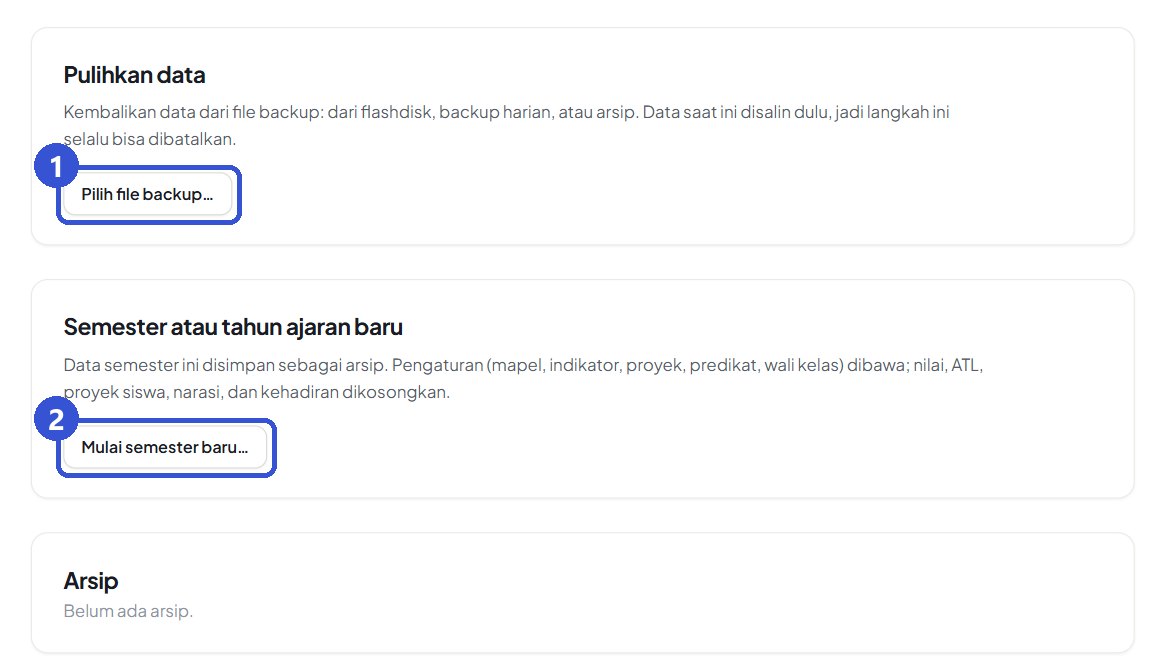 Pulihkan data
Kembalikan data dari file backup: dari flashdisk, backup harian, atau arsip. Data saat ini disalin dulu, jadi langkah ini
selalu bisa dibatalkan.
1
Pilih file backup...
Semester atau tahun ajaran baru
Data semester ini disimpan sebagai arsip. Pengaturan (mapel, indikator, proyek, predikat, wali kelas) dibawa; nilai, ATL,
proyek siswa, narasi, dan kehadiran dikosongkan.
2
Mulai semester baru...
Arsip
Belum ada arsip.